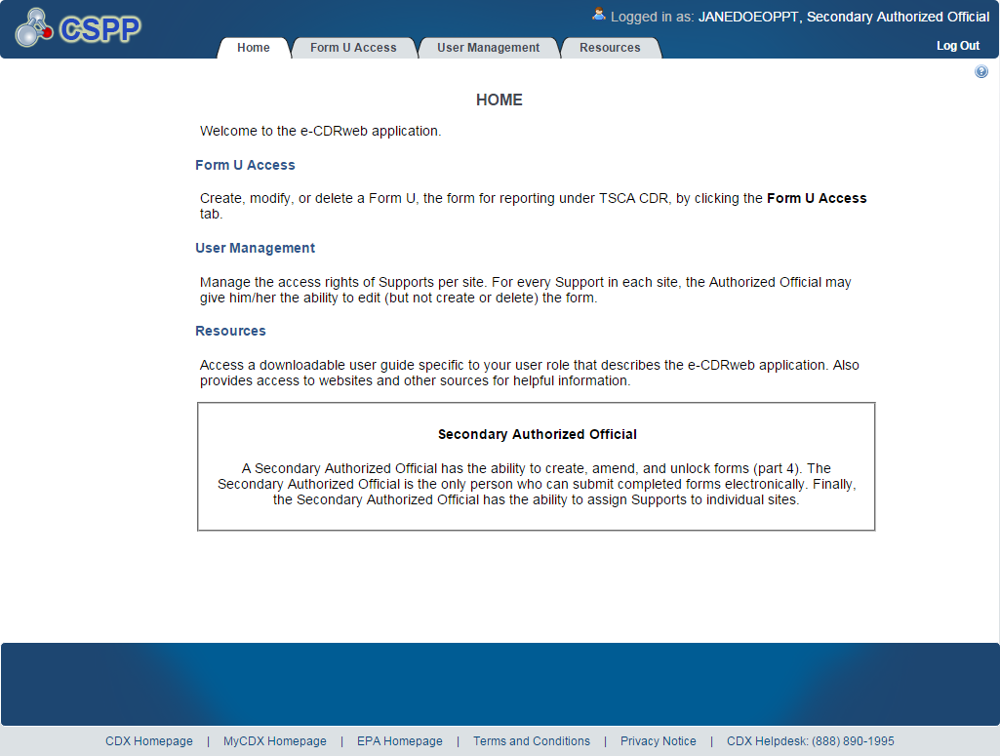 CSPP
Logged in as: JANEDOEOPPT, Secondary Authorized Official
Home
Form U Access
User Management
Resources
Log Out
HOME
Welcome to the e-CDRweb application.
Form U Access
Create, modify, or delete a Form U, the form for reporting under TSCA CDR, by clicking the Form U Access
tab.
User Management
Manage the access rights of Supports per site. For every Support in each site, the Authorized Official may
give him/her the ability to edit (but not create or delete) the form.
Resources
Access a downloadable user guide specific to your user role that describes the e-CDRweb application. Also
provides access to websites and other sources for helpful information.
Secondary Authorized Official
A Secondary Authorized Official has the ability to create, amend, and unlock forms (part 4). The
Secondary Authorized Official is the only person who can submit completed forms electronically. Finally,
the Secondary Authorized Official has the ability to assign Supports to individual sites.
CDX Homepage | MyCDX Homepage | EPA Homepage | Terms and Conditions | Privacy Notice | CDX Helpdesk: (888) 890-1995